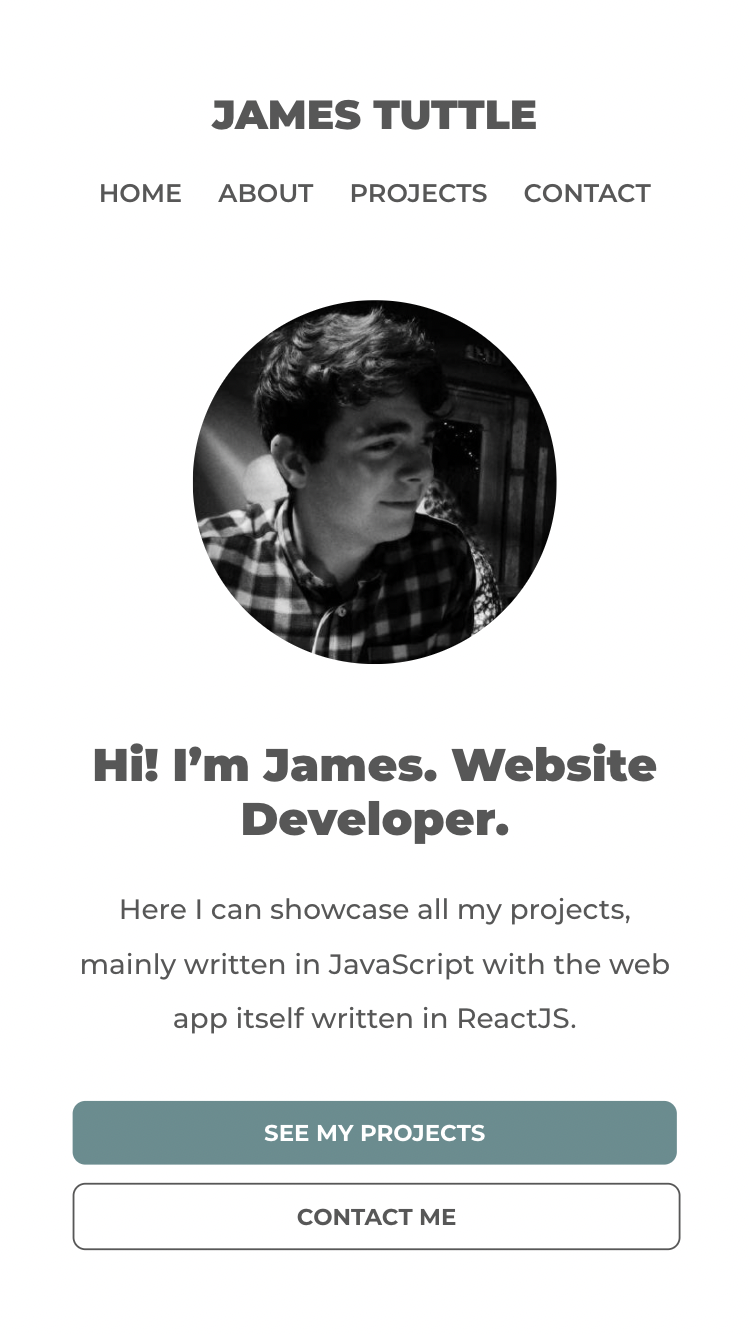 JAMES TUTTLE
HOME ABOUT PROJECTS CONTACT
Hi! I’m James. Website
Developer.
Here I can showcase all my projects,
mainly written in JavaScript with the web
app itself written in ReactJS.
SEE MY PROJECTS
CONTACT ME